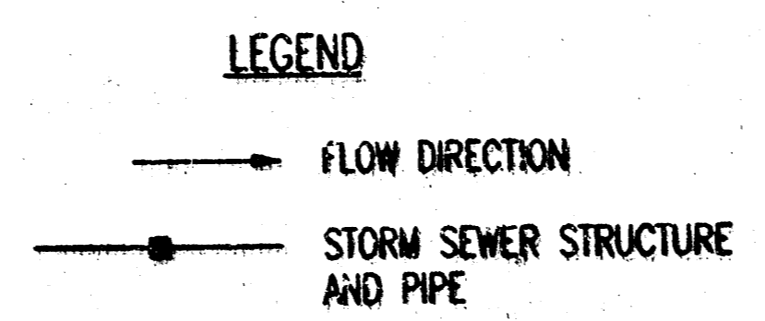 LEGEND
FLOW DIRECTION
STORM SEWER STRUCTURE
AND PIPE